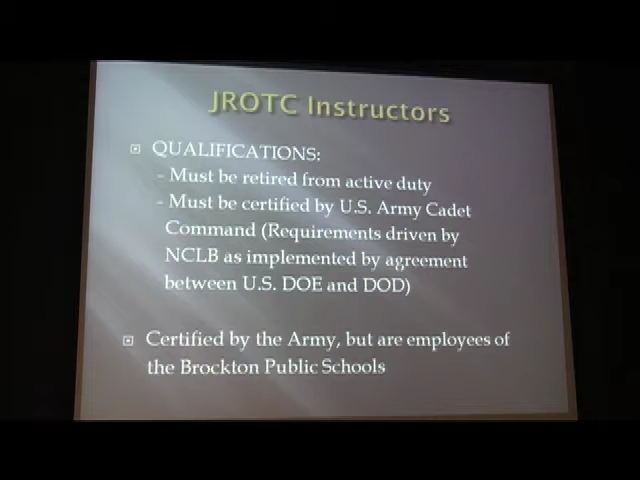 JROTC Instructors
QUALIFICATIONS:
- Must be retired from active duty
- Must be certified by U.S. Army Cadet
Command (Requirements driven by
NCLB as implemented by agreement
between U.S. DOE and DOD)
Certified by the Army, but are employees of
the Brockton Public Schools